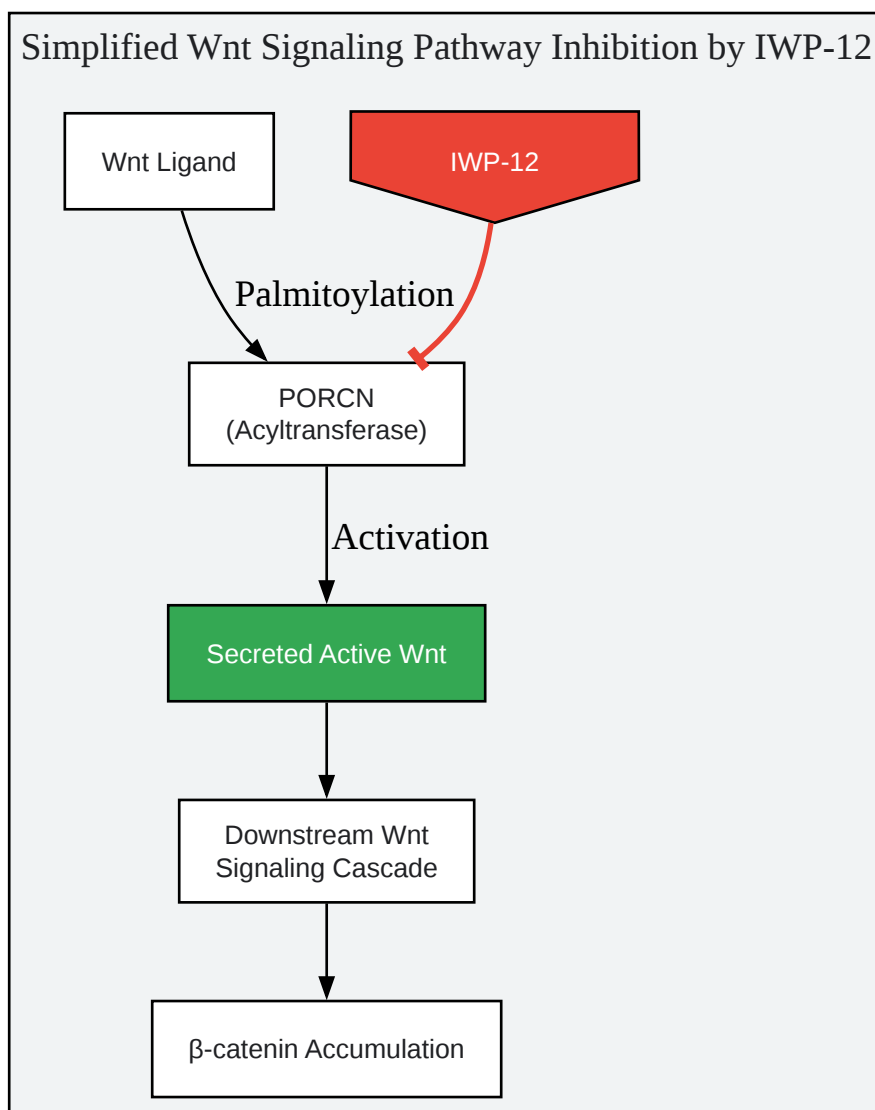 Simplified Wnt Signaling Pathway Inhibition by IWP-12
Wnt Ligand
IWP-12
Palmitoylation
PORCN
(Acyltransferase)
Activation
Secreted Active Wnt
Downstream Wnt
Signaling Cascade
β-catenin Accumulation